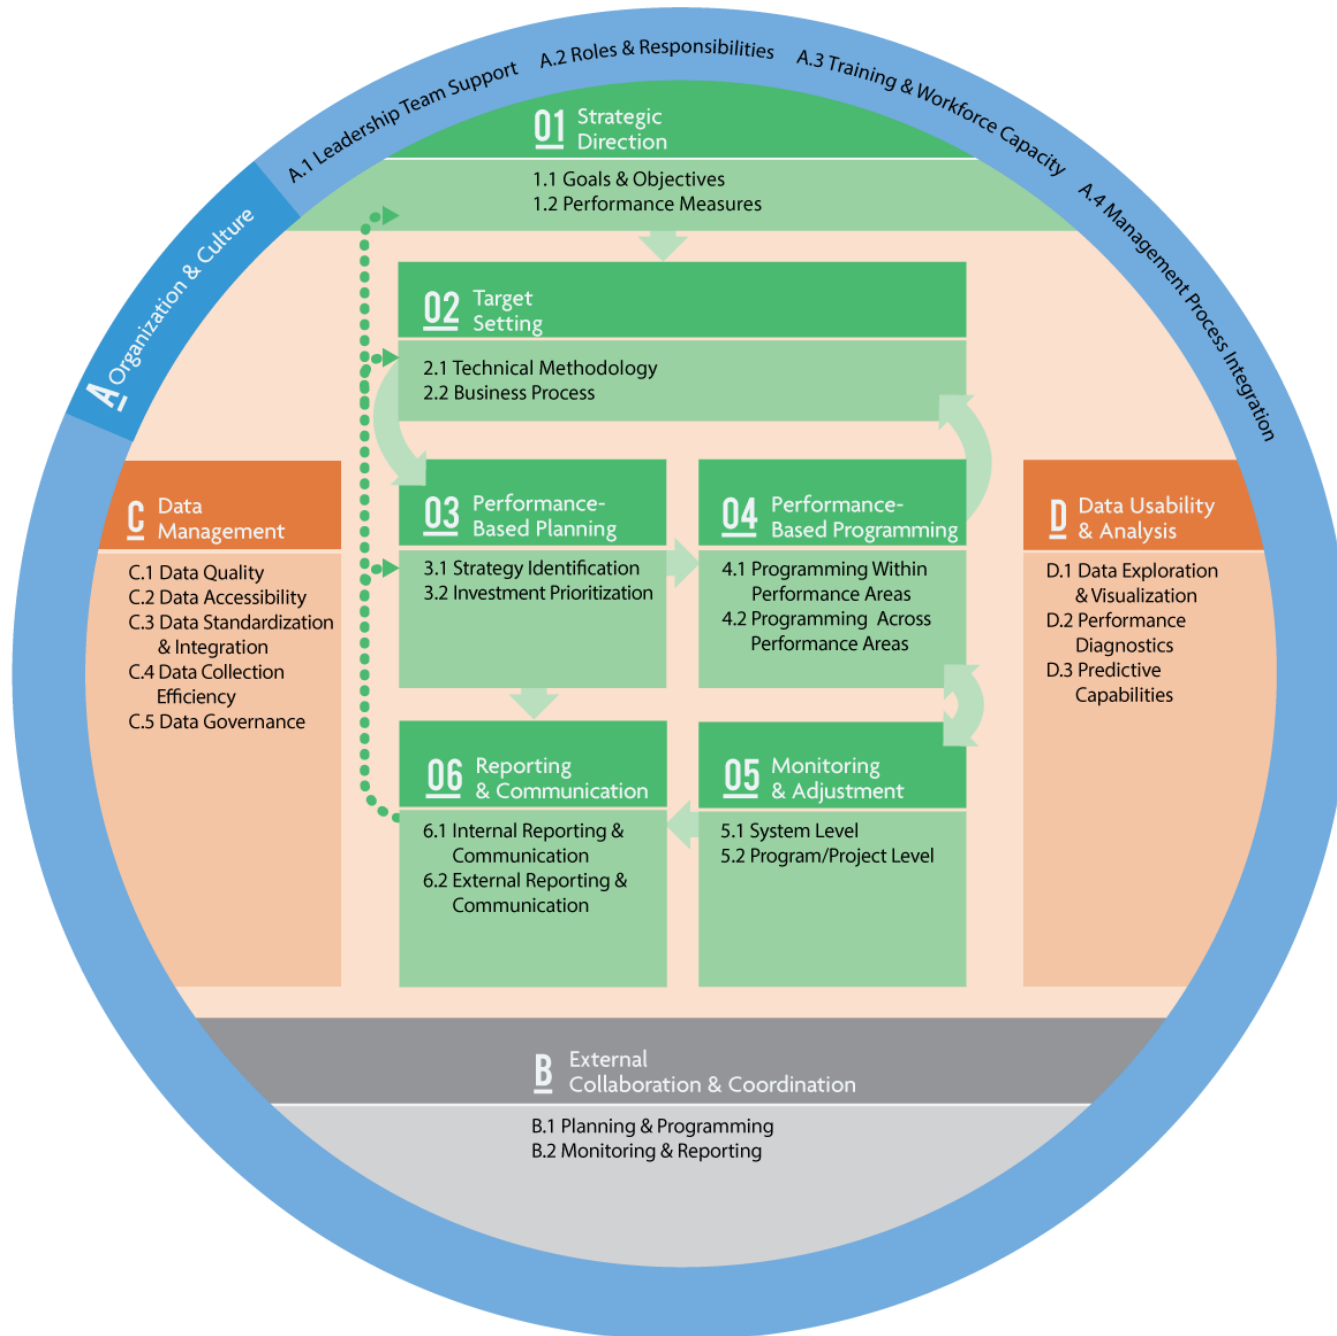 A.1 Leadership Team Support
A.2 Roles & Responsibilities
A.3 Training & Workforce Capacity
A.4 Management Process Integration
A Organization & Culture
01 Strategic
Direction
1.1 Goals & Objectives
1.2 Performance Measures
02 Target
Setting
2.1 Technical Methodology
2.2 Business Process
C Data
Management
C.1 Data Quality
C.2 Data Accessibility
C.3 Data Standardization
& Integration
C.4 Data Collection
Efficiency
C.5 Data Governance
03 Performance-
Based Planning
3.1 Strategy Identification
3.2 Investment Prioritization
04 Performance-
Based Programming
4.1 Programming Within
Performance Areas
4.2 Programming Across
Performance Areas
D Data Usability
& Analysis
D.1 Data Exploration
& Visualization
D.2 Performance
Diagnostics
D.3 Predictive
Capabilities
06 Reporting
& Communication
6.1 Internal Reporting &
Communication
6.2 External Reporting &
Communication
05 Monitoring
& Adjustment
5.1 System Level
5.2 Program/Project Level
B External
Collaboration & Coordination
B.1 Planning & Programming
B.2 Monitoring & Reporting